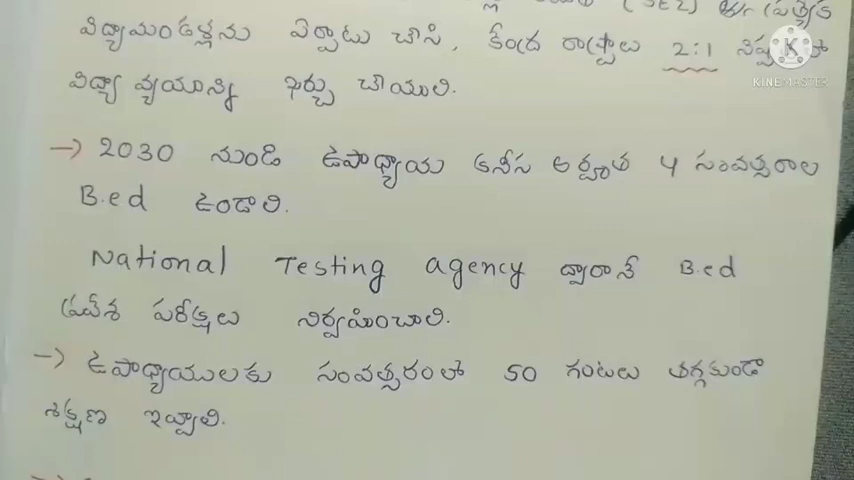 (SEZ)
విద్యామండళ్లను ఏర్పాటు చేసి, కేంద్ర రాష్ట్రాలు 2:1
విద్యా వ్యయాన్ని ఖర్చు చేయాలి.
→ 2030 నుండి ఉపాధ్యాయ కనీస అర్హత 4 సంవత్సరాల
B.ed ఉండాలి.
National Testing agency ద్వారానే B.ed
ప్రవేశ పరీక్షలు నిర్వహించాలి.
→ ఉపాధ్యాయులకు సంవత్సరంలో 50 గంటలు తగ్గకుండా
శిక్షణ ఇవ్వాలి.
KINEMASTER